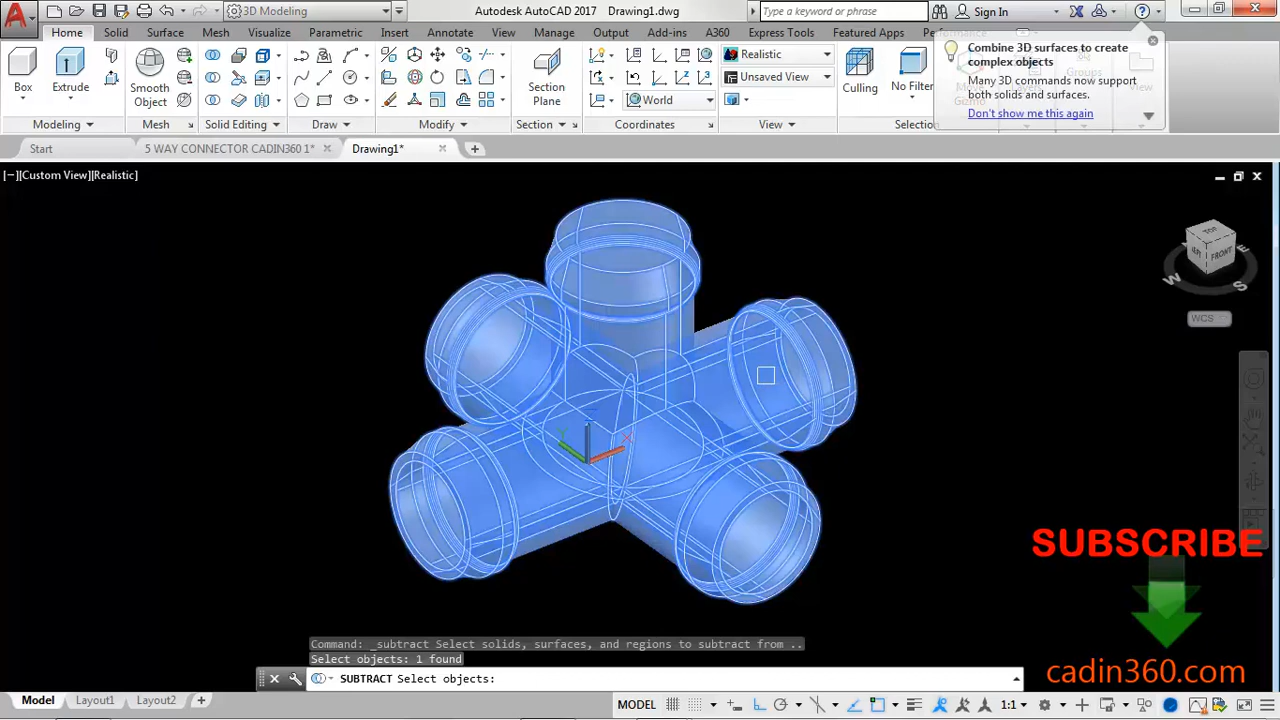 3D Modeling
Autodesk AutoCAD 2017 Drawing1.dwg
Type a keyword or phrase
Sign In
Home Solid Surface Mesh Visualize Parametric Insert Annotate View Manage Output Add-ins A360 Express Tools Featured Apps
Box
Extrude
Smooth
Object
Section
Plane
Realistic
Unsaved View
World
Culling
No Filter
Modeling Mesh Solid Editing Draw Modify Section Coordinates View Selection
Combine 3D surfaces to create
complex objects
Many 3D commands now support
both solids and surfaces.
Don't show me this again
Start 5 WAY CONNECTOR CADIN360 1* Drawing1*
[−][Custom View][Realistic]
TOP
FRONT
W
S
E
WCS
X
Y
SUBSCRIBE
cadin360.com
Command: _subtract Select solids, surfaces, and regions to subtract from ..
Select objects: 1 found
SUBTRACT Select objects:
Model Layout1 Layout2
MODEL
1:1